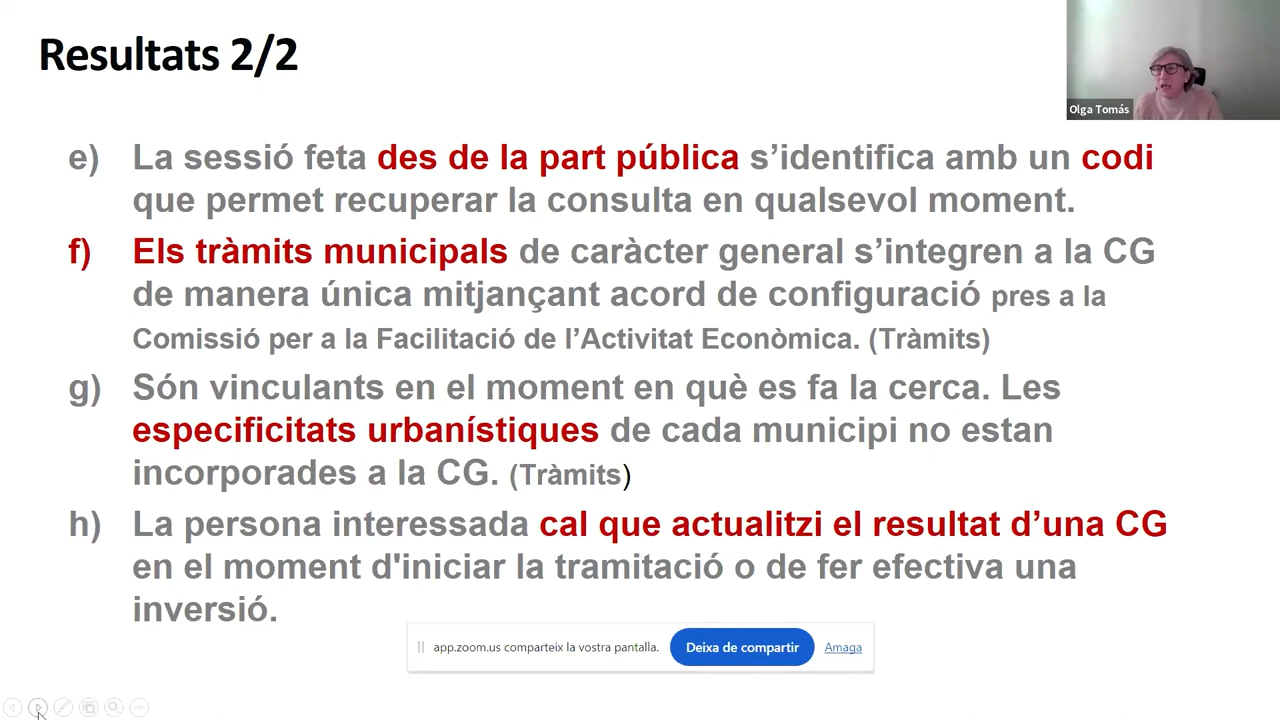 Resultats 2/2
Olga Tomás
e) La sessió feta des de la part pública s’identifica amb un codi
que permet recuperar la consulta en qualsevol moment.
f) Els tràmits municipals de caràcter general s’integren a la CG
de manera única mitjançant acord de configuració pres a la
Comissió per a la Facilitació de l’Activitat Econòmica. (Tràmits)
g) Són vinculants en el moment en què es fa la cerca. Les
especificitats urbanístiques de cada municipi no estan
incorporades a la CG. (Tràmits)
h) La persona interessada cal que actualitzi el resultat d’una CG
en el moment d'iniciar la tramitació o de fer efectiva una
inversió.
app.zoom.us comparteix la vostra pantalla. Deixa de compartir Amaga